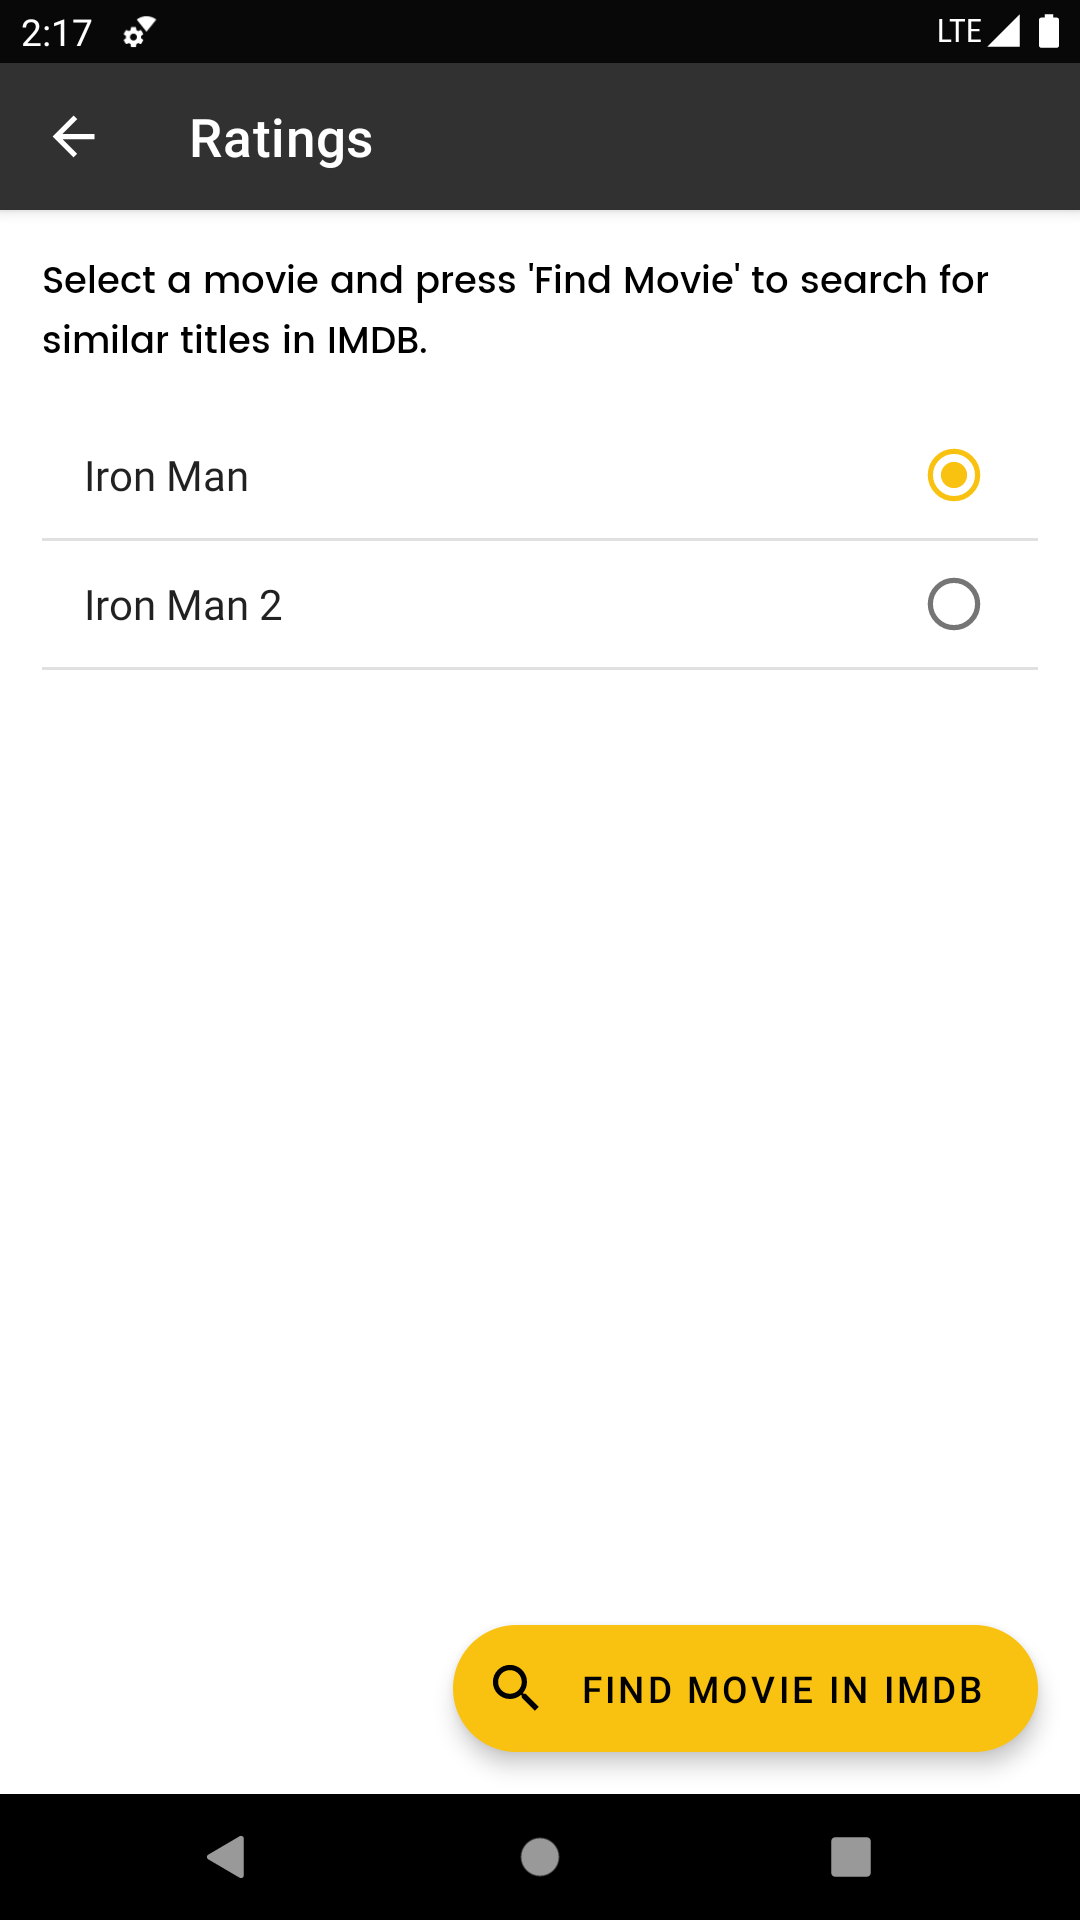 2:17
LTE
Ratings
Select a movie and press 'Find Movie' to search for
similar titles in IMDB.
Iron Man
Iron Man 2
FIND MOVIE IN IMDB